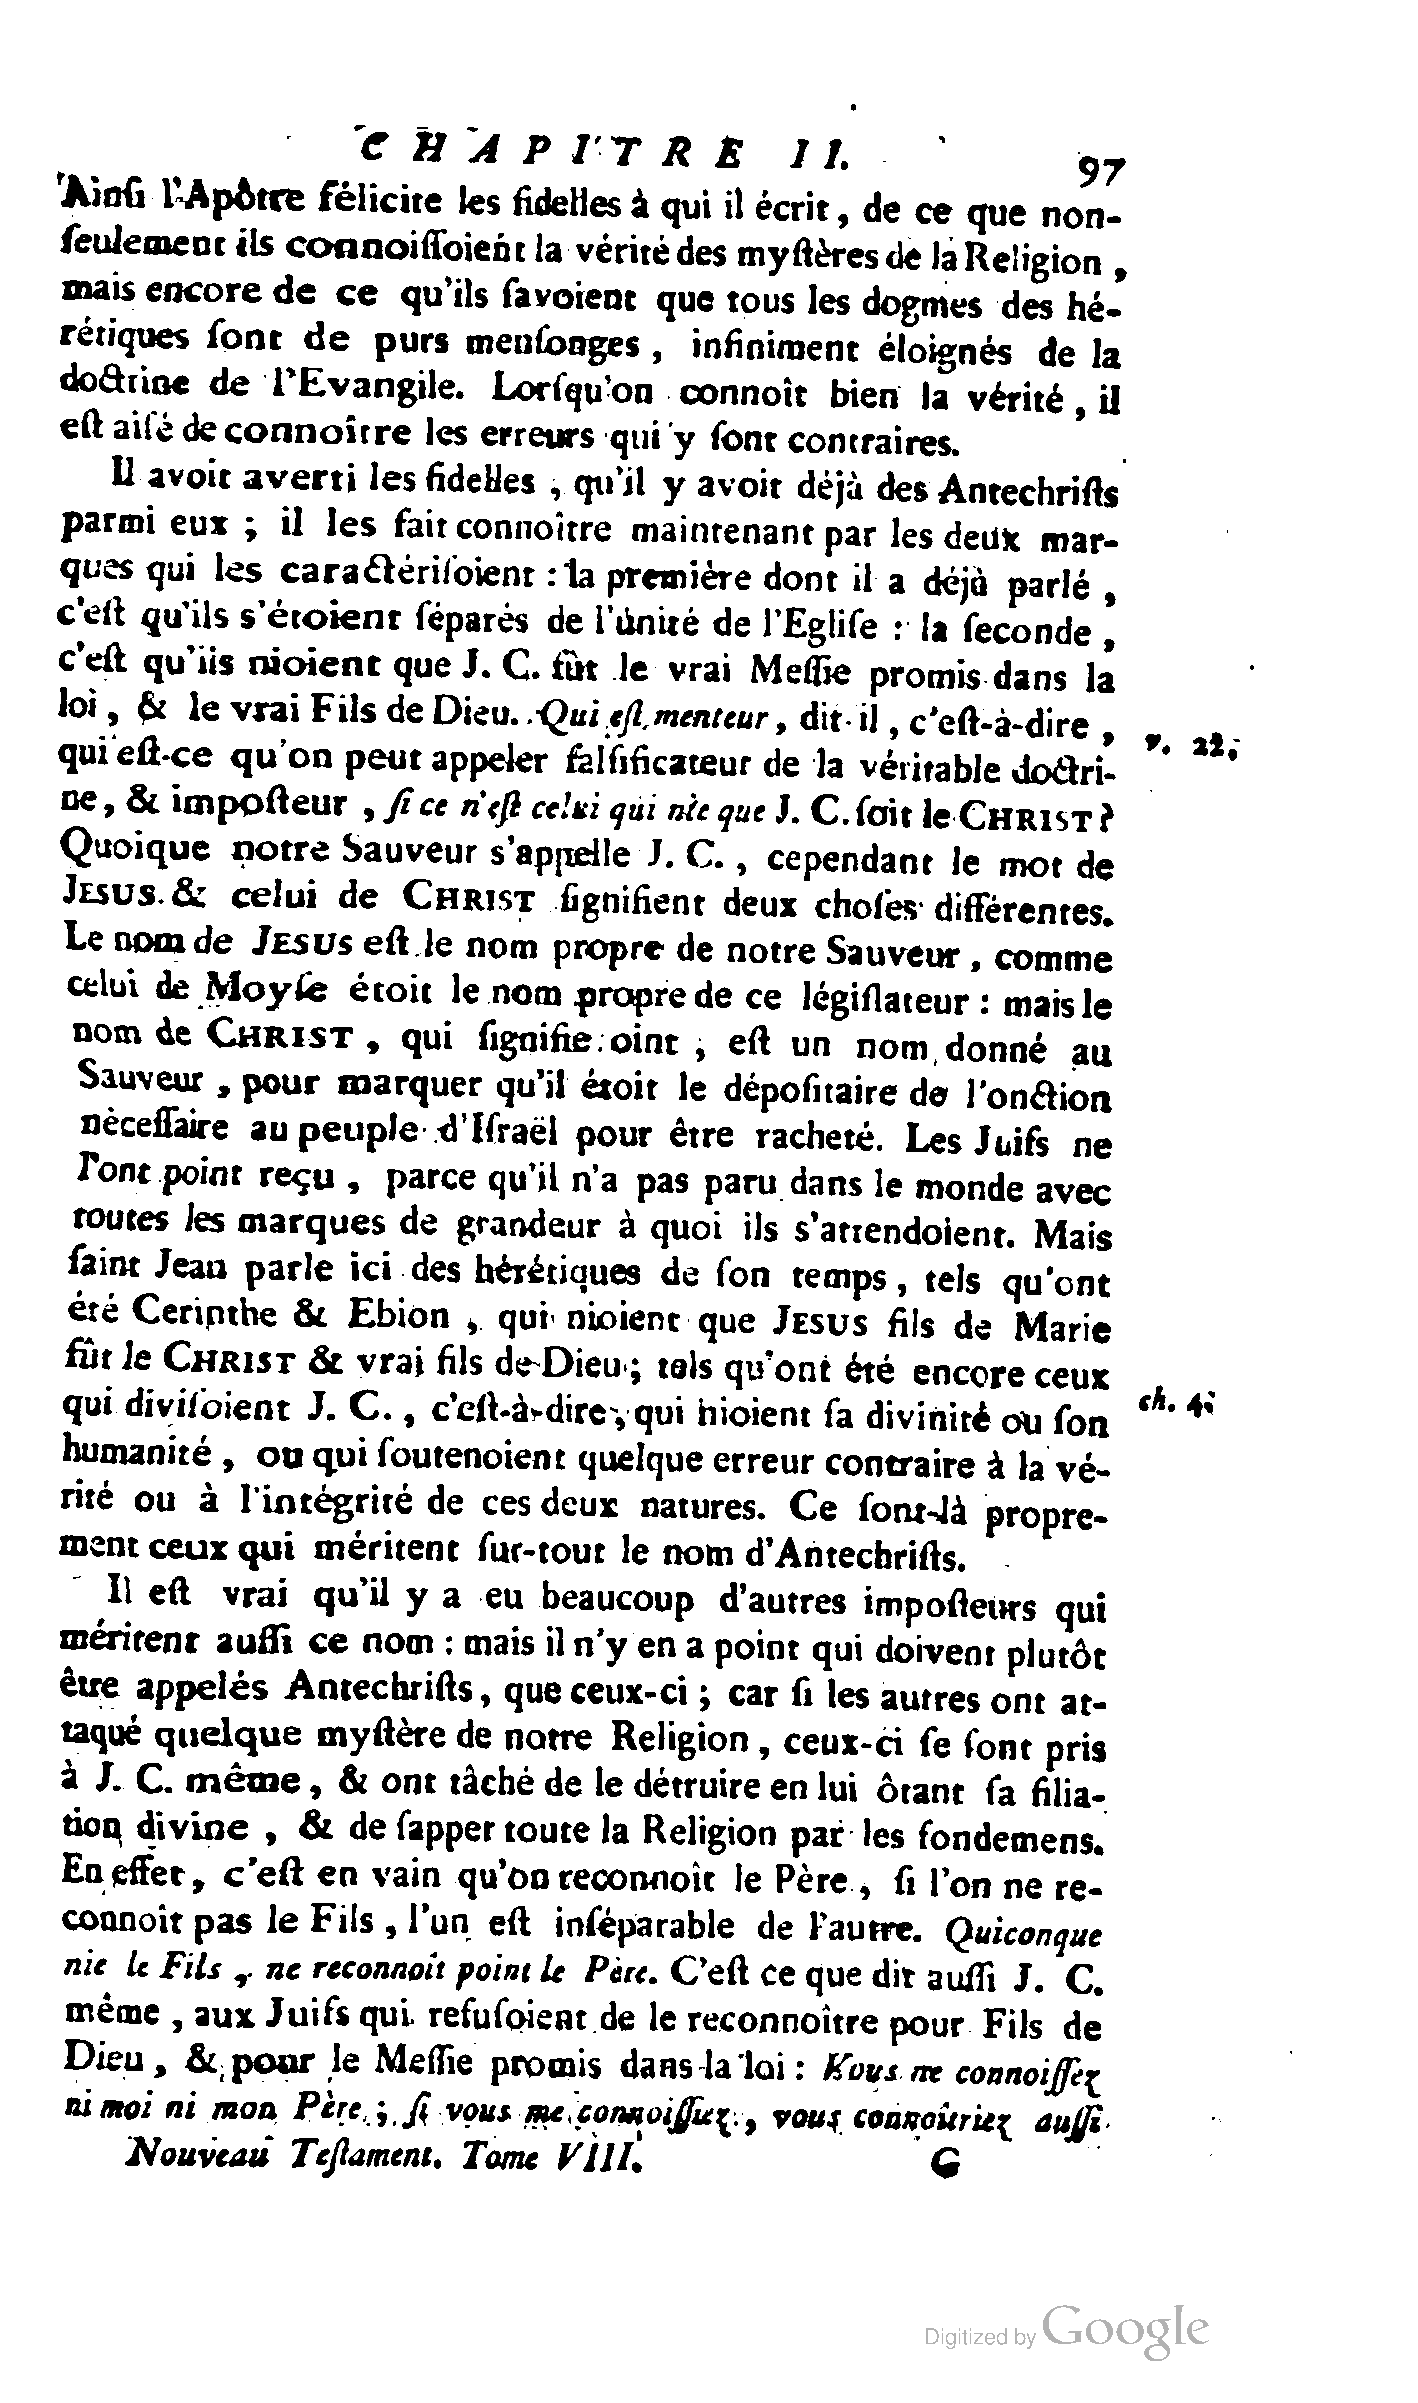 CHAPITRE II. 97
Ainſi l'Apôtre félicite les fidelles à qui il écrit, de ce que non-
ſeulement ils connoiſſoient la vérité des myſtères de la Religion,
mais encore de ce qu'ils ſavoient que tous les dogmes des hé-
rétiques ſont de purs menſonges, infiniment éloignés de la
doctrine de l'Evangile. Lorſqu'on connoît bien la vérité, il
eſt aiſé de connoître les erreurs qui y ſont contraires.
Il avoit averti les fidelles, qu'il y avoit déjà des Antechriſts
parmi eux ; il les fait connoître maintenant par les deux mar-
ques qui les caractériſoient : la première dont il a déjà parlé,
c'eſt qu'ils s'étoient ſéparés de l'unité de l'Egliſe : la ſeconde,
c'eſt qu'ils nioient que J. C. fût le vrai Meſſie promis dans la
loi, & le vrai Fils de Dieu. Qui eſt menteur, dit-il, c'eſt-à-dire,
v. 22.
qui eſt-ce qu'on peut appeler falſificateur de la véritable doctri-
ne, & impoſteur, ſi ce n'eſt celui qui nie que J. C. ſoit le CHRIST?
Quoique notre Sauveur s'appelle J. C., cependant le mot de
JESUS & celui de CHRIST ſignifient deux choſes différentes.
Le nom de JESUS eſt le nom propre de notre Sauveur, comme
celui de Moyſe étoit le nom propre de ce légiſlateur : mais le
nom de CHRIST, qui ſignifie oint, eſt un nom donné au
Sauveur, pour marquer qu'il étoit le dépoſitaire de l'onction
nèceſſaire au peuple d'Iſraël pour être racheté. Les Juifs ne
l'ont point reçu, parce qu'il n'a pas paru dans le monde avec
toutes les marques de grandeur à quoi ils s'attendoient. Mais
ſaint Jean parle ici des hérétiques de ſon temps, tels qu'ont
été Cerinthe & Ebion, qui nioient que JESUS fils de Marie
fût le CHRIST & vrai fils de Dieu ; tels qu'ont été encore ceux
qui diviſoient J. C., c'eſt-à-dire, qui nioient ſa divinité ou ſon
ch. 4.
humanité, ou qui ſoutenoient quelque erreur contraire à la vé-
rité ou à l'intégrité de ces deux natures. Ce ſont-là propre-
ment ceux qui méritent ſur-tout le nom d'Antechriſts.
Il eſt vrai qu'il y a eu beaucoup d'autres impoſteurs qui
méritent auſſi ce nom : mais il n'y en a point qui doivent plutôt
être appelés Antechriſts, que ceux-ci ; car ſi les autres ont at-
taqué quelque myſtère de notre Religion, ceux-ci ſe ſont pris
à J. C. même, & ont tâché de le détruire en lui ôtant ſa filia-
tion divine, & de ſapper toute la Religion par les fondemens.
En effet, c'eſt en vain qu'on reconnoît le Père, ſi l'on ne re-
connoît pas le Fils, l'un eſt inſéparable de l'autre. Quiconque
nie le Fils, ne reconnoît point le Père. C'eſt ce que dit auſſi J. C.
même, aux Juifs qui refuſoient de le reconnoître pour Fils de
Dieu, & pour le Meſſie promis dans la loi : Vous ne connoiſſez
ni moi ni mon Père ; ſi vous me connoiſſiez, vous connoîtriez auſſi
Nouveau Teſtament. Tome VIII. G
Digitized by Google